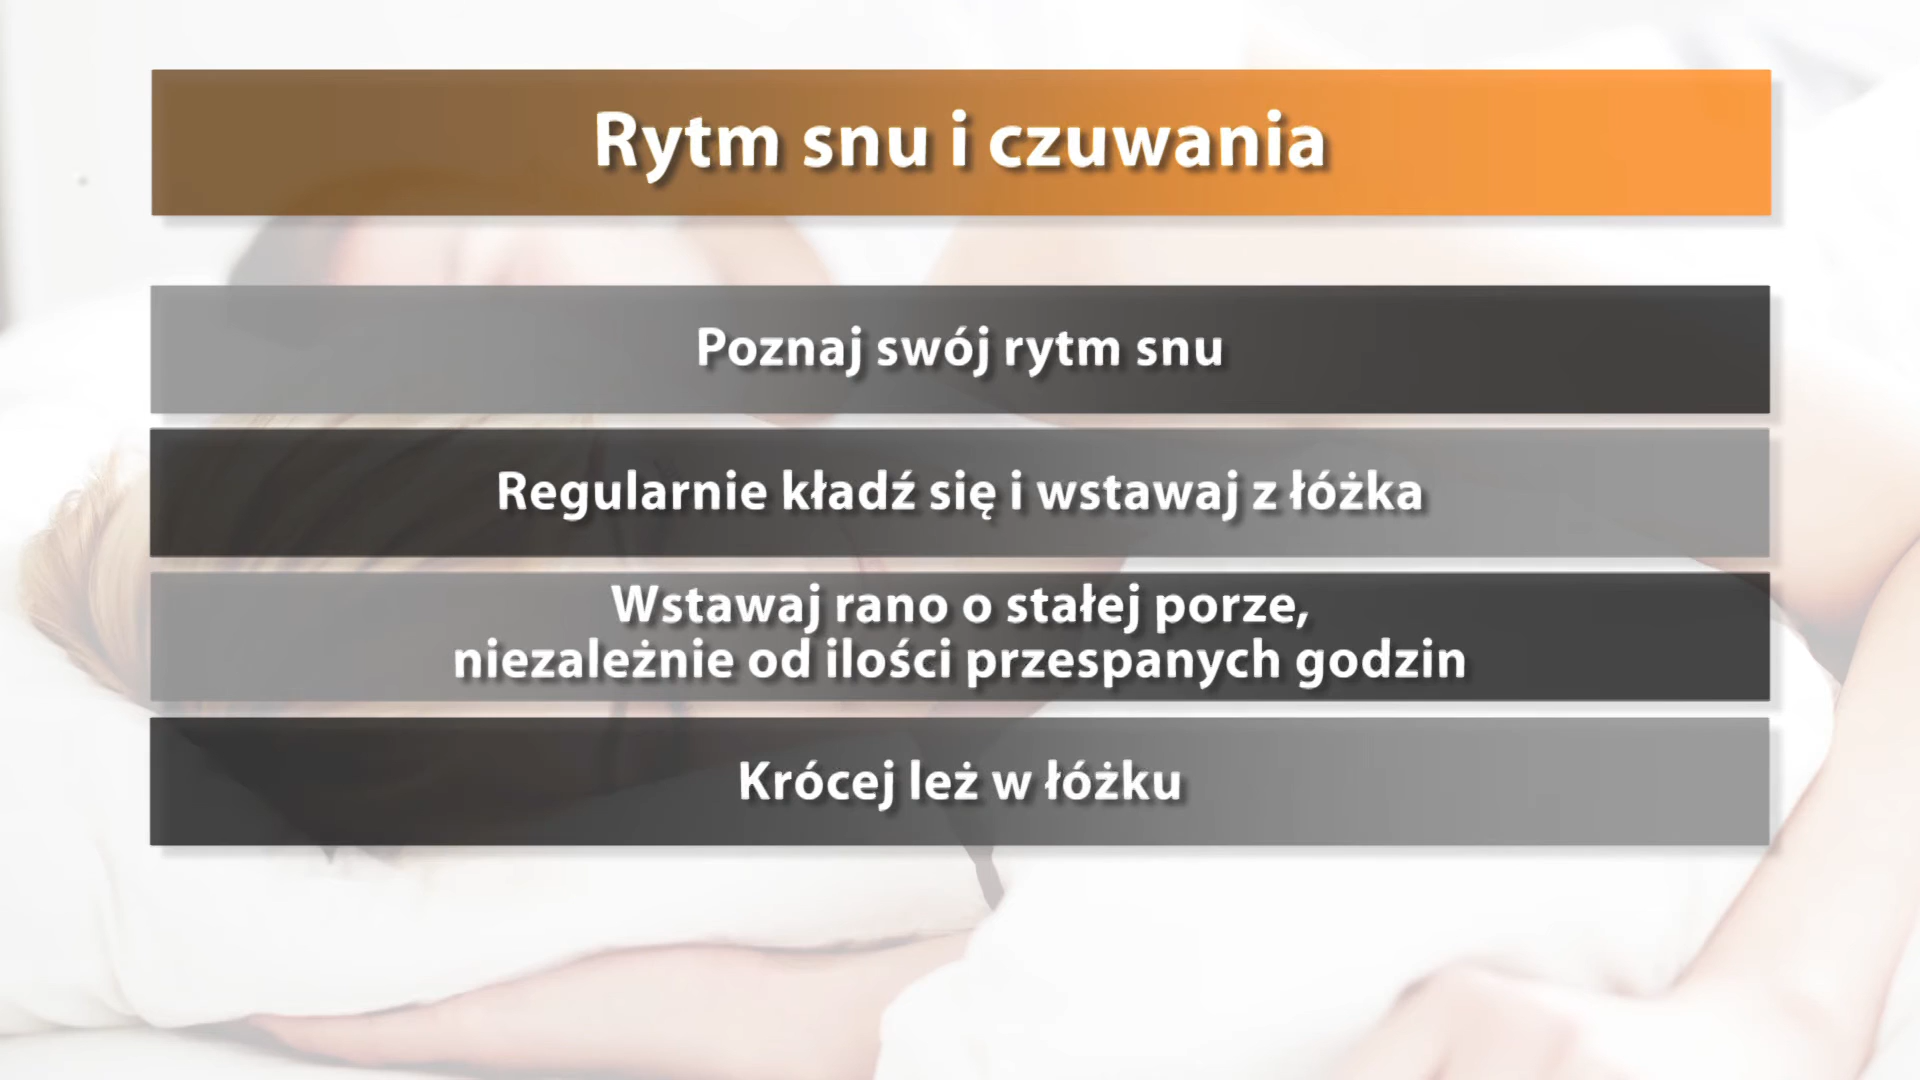 Rytm snu i czuwania
Poznaj swój rytm snu
Regularnie kładź się i wstawaj z łóżka
Wstawaj rano o stałej porze,
niezależnie od ilości przespanych godzin
Krócej leż w łóżku